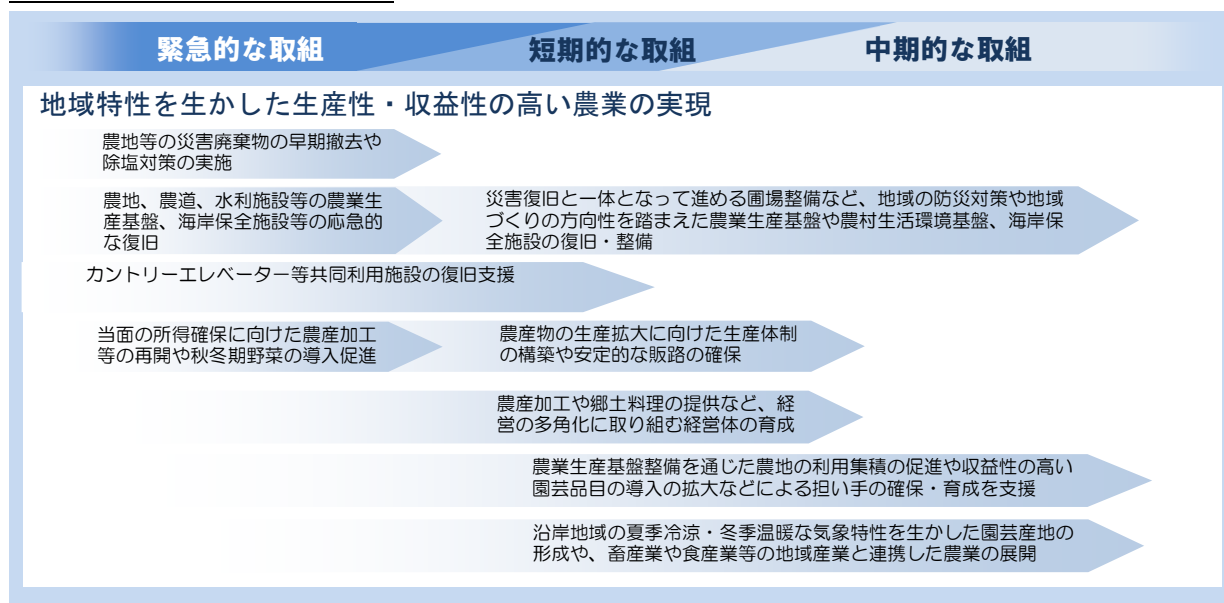 緊急的な取組 短期的な取組 中期的な取組
地域特性を生かした生産性・収益性の高い農業の実現
農地等の災害廃棄物の早期撤去や
除塩対策の実施
農地、農道、水利施設等の農業生
産基盤、海岸保全施設等の応急的
な復旧
災害復旧と一体となって進める圃場整備など、地域の防災対策や地域
づくりの方向性を踏まえた農業生産基盤や農村生活環境基盤、海岸保
全施設の復旧・整備
カントリーエレベーター等共同利用施設の復旧支援
当面の所得確保に向けた農産加工
等の再開や秋冬期野菜の導入促進
農産物の生産拡大に向けた生産体制
の構築や安定的な販路の確保
農産加工や郷土料理の提供など、経
営の多角化に取り組む経営体の育成
農業生産基盤整備を通じた農地の利用集積の促進や収益性の高い
園芸品目の導入の拡大などによる担い手の確保・育成を支援
沿岸地域の夏季冷涼・冬季温暖な気象特性を生かした園芸産地の
形成や、畜産業や食産業等の地域産業と連携した農業の展開